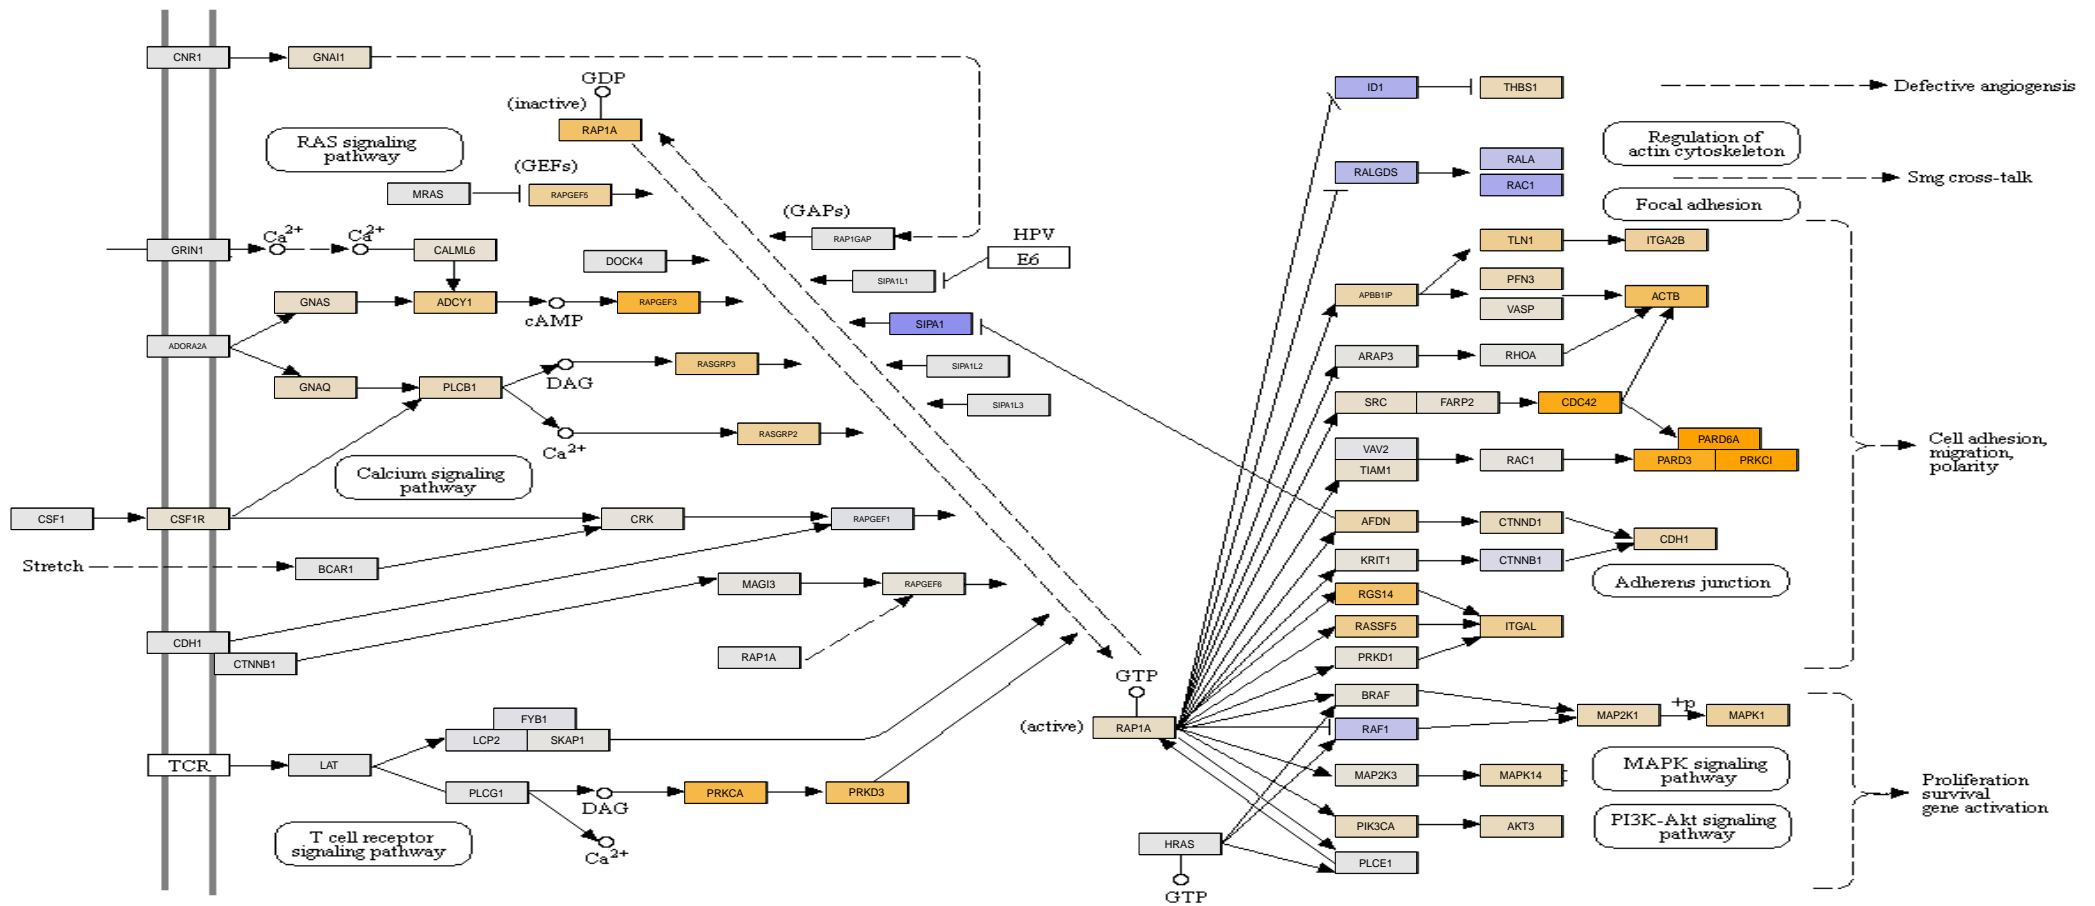 CNR1
GNAI1
GDP
(inactive)
RAP1A
RAS signaling
pathway
(GEFs)
MRAS
RAPGEF5
(GAPs)
RAP1GAP
HPV
E6
GRIN1
Ca2+
Ca2+
CALML6
DOCK4
SIPA1L1
GNAS
ADCY1
cAMP
RAPGEF3
SIPA1
ADORA2A
GNAQ
PLCB1
DAG
RASGRP3
SIPA1L2
SIPA1L3
Ca2+
RASGRP2
Calcium signaling
pathway
CSF1
CSF1R
CRK
RAPGEF1
Stretch
BCAR1
MAGI3
RAPGEF6
CDH1
CTNNB1
RAP1A
GTP
(active)
RAP1A
FYB1
LCP2
SKAP1
TCR
LAT
PLCG1
DAG
PRKCA
PRKD3
Ca2+
T cell receptor
signaling pathway
HRAS
GTP
ID1
THBS1
Defective angiogensis
Regulation of
actin cytoskeleton
RALGDS
RALA
RAC1
Smg cross-talk
Focal adhesion
TLN1
ITGA2B
APBB1IP
PFN3
VASP
ACTB
ARAP3
RHOA
SRC
FARP2
CDC42
PARD6A
PARD3
PRKCI
VAV2
TIAM1
RAC1
Cell adhesion,
migration,
polarity
AFDN
CTNND1
CDH1
KRIT1
CTNNB1
Adherens junction
RGS14
RASSF5
ITGAL
PRKD1
BRAF
RAF1
MAP2K1
+p
MAPK1
MAP2K3
MAPK14
MAPK signaling
pathway
Proliferation
survival
gene activation
PIK3CA
AKT3
PI3K-Akt signaling
pathway
PLCE1